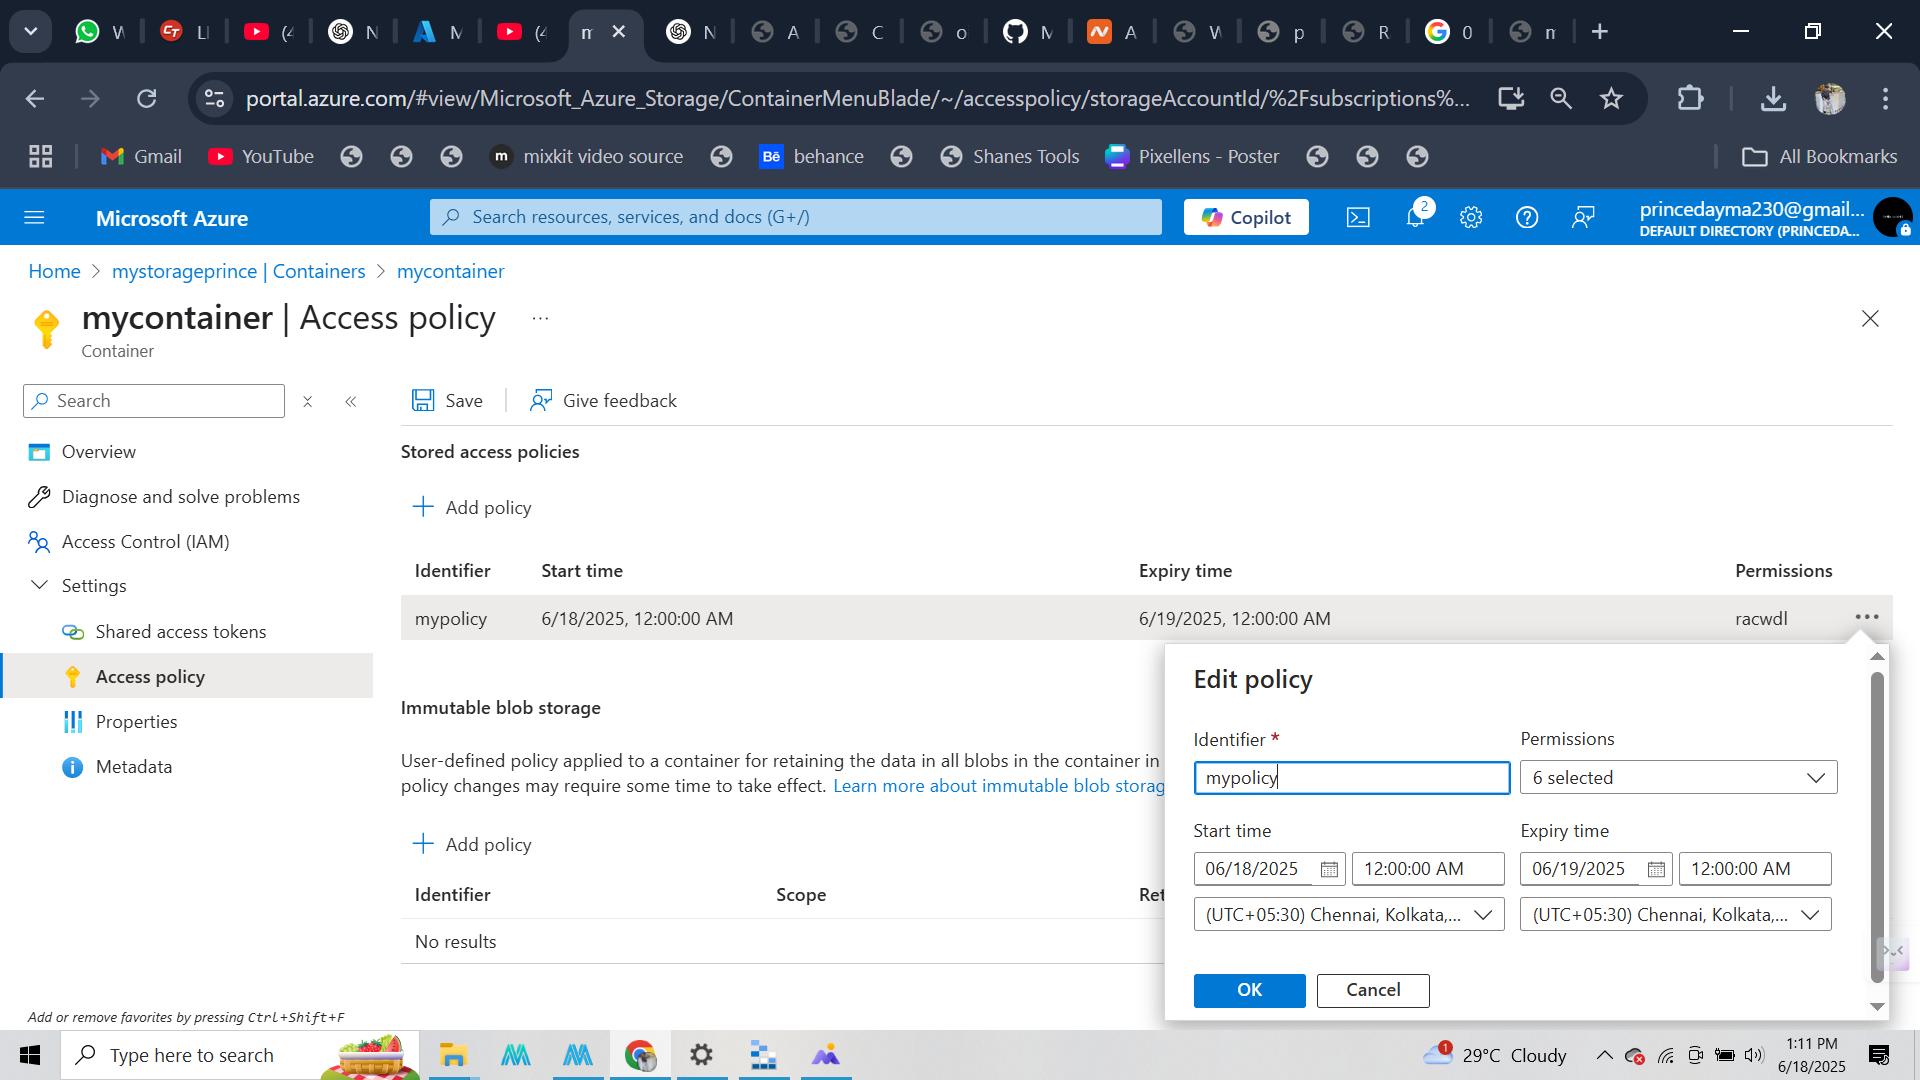 W
LI
(4
N
M
(4
m
N
A
C
o
M
A
W
p
R
0
m
portal.azure.com/#view/Microsoft_Azure_Storage/ContainerMenuBlade/~/accesspolicy/storageAccountId/%2Fsubscriptions%...
Gmail
YouTube
mixkit video source
behance
Shanes Tools
Pixellens - Poster
All Bookmarks
Microsoft Azure
Search resources, services, and docs (G+/)
Copilot
2
princedayma230@gmail...
DEFAULT DIRECTORY (PRINCEDA...
Home > mystorageprince | Containers > mycontainer
mycontainer | Access policy ...
Container
Search
Save
Give feedback
Overview
Diagnose and solve problems
Access Control (IAM)
Settings
Shared access tokens
Access policy
Properties
Metadata
Add or remove favorites by pressing Ctrl+Shift+F
Stored access policies
Add policy
Identifier Start time Expiry time Permissions
mypolicy 6/18/2025, 12:00:00 AM 6/19/2025, 12:00:00 AM racwdl ...
Immutable blob storage
User-defined policy applied to a container for retaining the data in all blobs in the container in
policy changes may require some time to take effect. Learn more about immutable blob storag
Add policy
Identifier Scope Ret
No results
Edit policy
Identifier * Permissions
mypolicy 6 selected
Start time Expiry time
06/18/2025 12:00:00 AM 06/19/2025 12:00:00 AM
(UTC+05:30) Chennai, Kolkata,... (UTC+05:30) Chennai, Kolkata,...
OK Cancel
Type here to search
1
29°C Cloudy
1:11 PM
6/18/2025